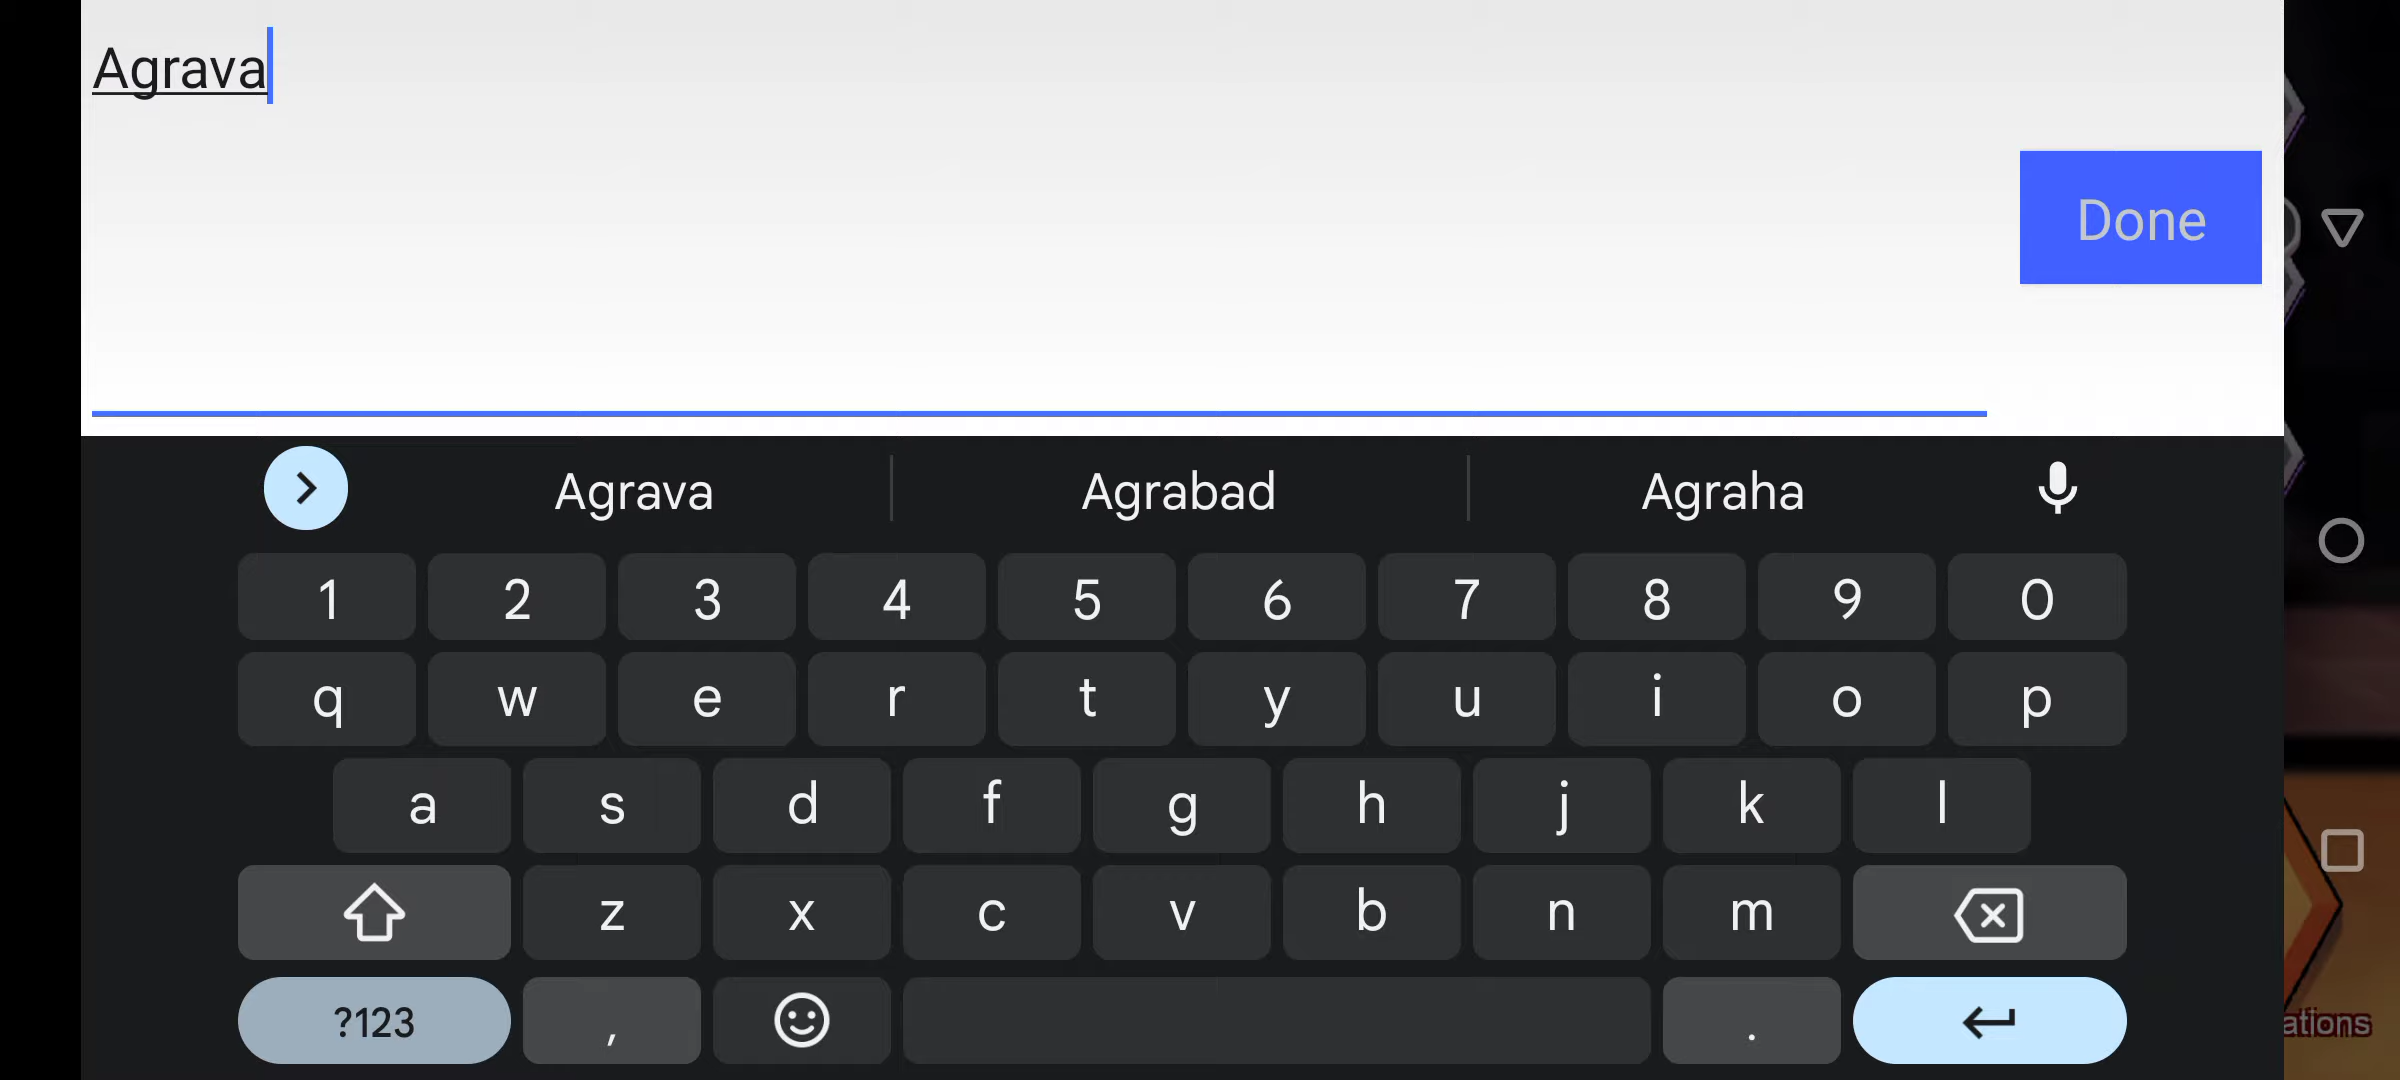 Agrava
Done
Agrava Agrabad Agraha
1 2 3 4 5 6 7 8 9 0
q w e r t y u i o p
a s d f g h j k l
z x c v b n m
?123 , .
ations